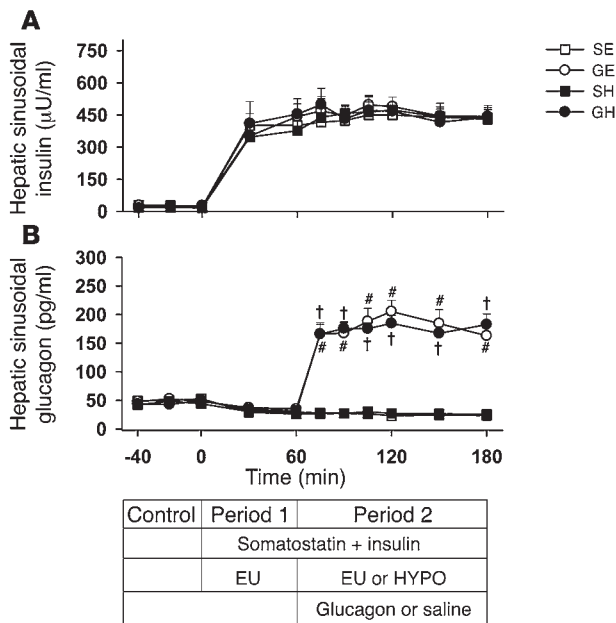 A
Hepatic sinusoidal
insulin (µU/ml)
750
600
450
300
150
0
SE
GE
SH
GH
B
Hepatic sinusoidal
glucagon (pg/ml)
300
250
200
150
100
50
0
† † # # # †
# # † † † #
-40 0 60 120 180
Time (min)
Control Period 1 Period 2
Somatostatin + insulin
EU EU or HYPO
Glucagon or saline